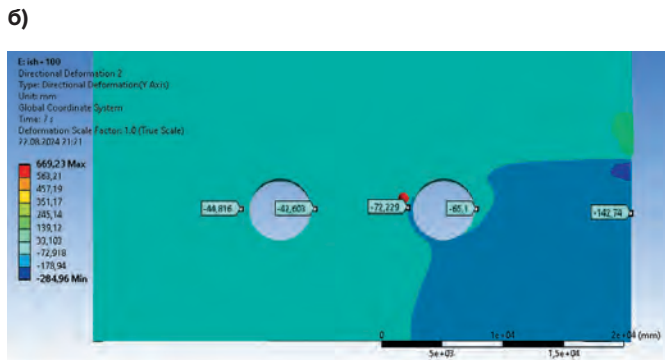 б)
E: ish+100
Directional Deformation 2
Type: Directional Deformation(Y Axis)
Unit: mm
Global Coordinate System
Time: 7 s
Deformation Scale Factor: 1.0 (True Scale)
22.08.2024 21:21
669,23 Max
563,21
457,19
351,17
245,14
139,12
33,103
-72,918
-178,94
-284,96 Min
-44,816
-42,603
-72,229
-65,1
-142,74
0
1e+04
2e+04 (mm)
5e+03
1,5e+04